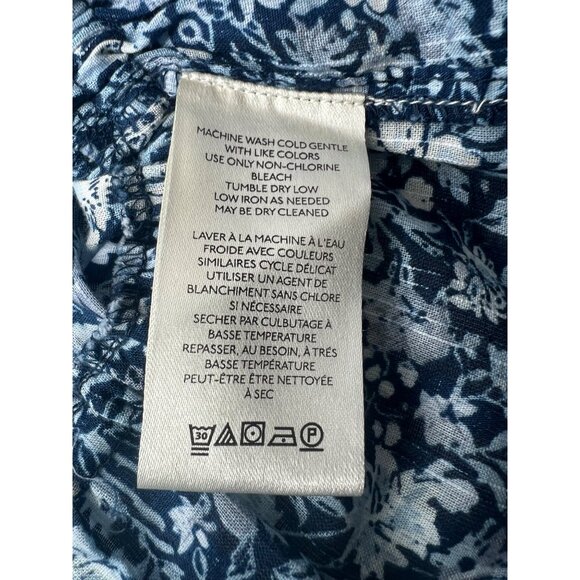 MACHINE WASH COLD GENTLE
WITH LIKE COLORS
USE ONLY NON-CHLORINE
BLEACH
TUMBLE DRY LOW
LOW IRON AS NEEDED
MAY BE DRY CLEANED
LAVER À LA MACHINE À L'EAU
FROIDE AVEC COULEURS
SIMILAIRES CYCLE DÉLICAT
UTILISER UN AGENT DE
BLANCHIMENT SANS CHLORE
SI NÉCESSAIRE
SECHER PAR CULBUTAGE À
BASSE TEMPERATURE
REPASSER, AU BESOIN, À TRÉS
BASSE TEMPÉRATURE
PEUT-ÊTRE ÊTRE NETTOYÉE
À SEC
30 P